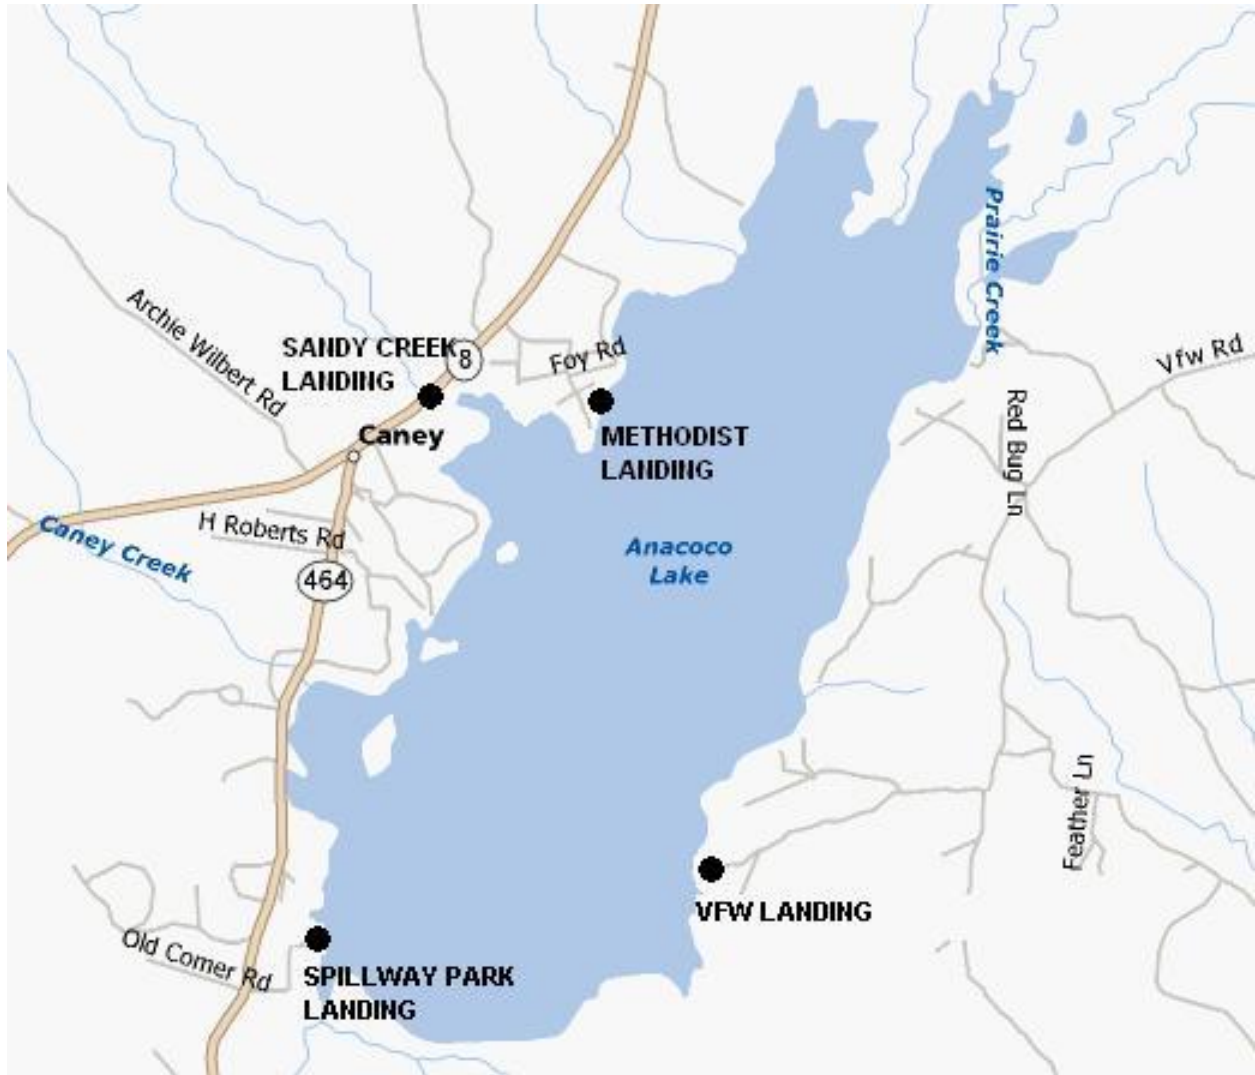 Prairie Creek
Archie Wilbert Rd
SANDY CREEK
LANDING
8
Foy Rd
Vfw Rd
Red Bug Ln
Caney
METHODIST
LANDING
H Roberts Rd
Caney Creek
Anacoco
Lake
464
Feather Ln
VFW LANDING
Old Comer Rd
SPILLWAY PARK
LANDING